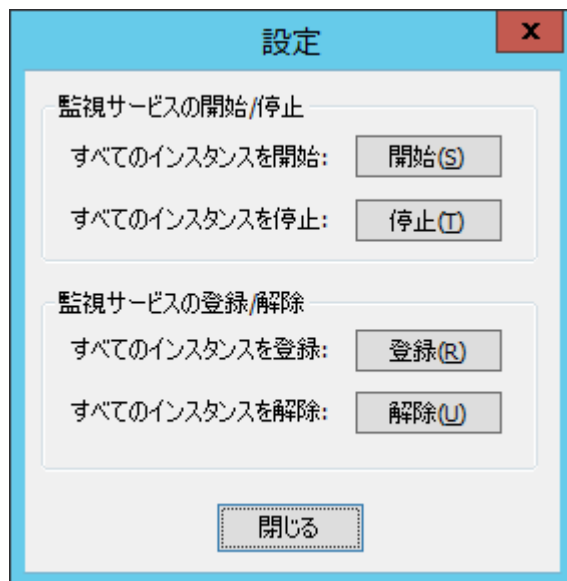 設定
x
監視サービスの開始/停止
すべてのインスタンスを開始: 開始(S)
すべてのインスタンスを停止: 停止(T)
監視サービスの登録/解除
すべてのインスタンスを登録: 登録(R)
すべてのインスタンスを解除: 解除(U)
閉じる